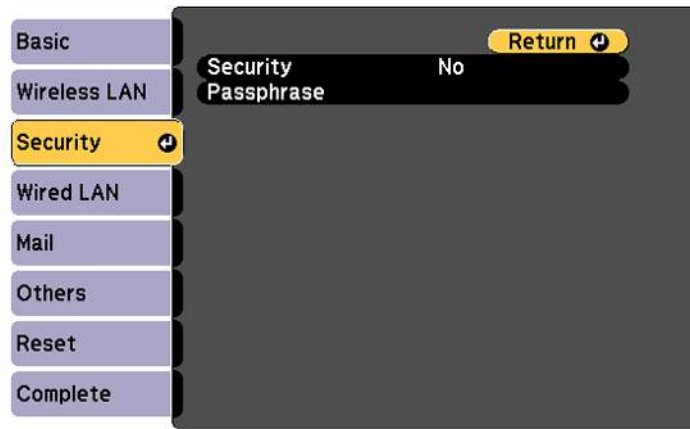 Basic
Wireless LAN
Security
Wired LAN
Mail
Others
Reset
Complete
Return
Security No
Passphrase